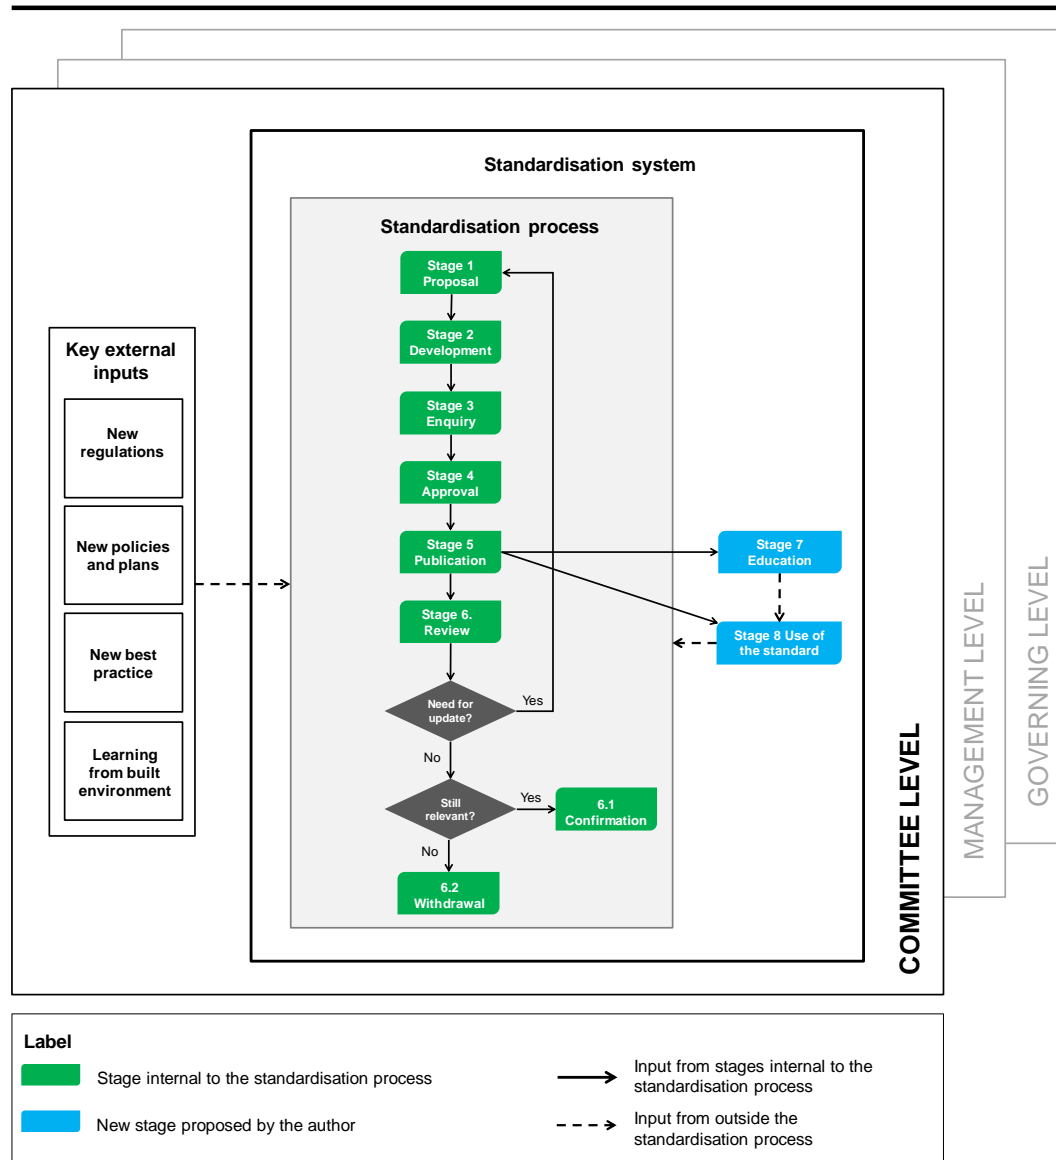 Standardisation system
Standardisation process
Stage 1
Proposal
Stage 2
Development
Stage 3
Enquiry
Stage 4
Approval
Stage 5
Publication
Stage 6.
Review
Need for
update?
Yes
No
Still
relevant?
Yes
6.1
Confirmation
No
6.2
Withdrawal
Key external
inputs
New
regulations
New policies
and plans
New best
practice
Learning
from built
environment
Stage 7
Education
Stage 8 Use of
the standard
COMMITTEE LEVEL
MANAGEMENT LEVEL
GOVERNING LEVEL
Label
Stage internal to the standardisation process
New stage proposed by the author
Input from stages internal to the
standardisation process
Input from outside the
standardisation process